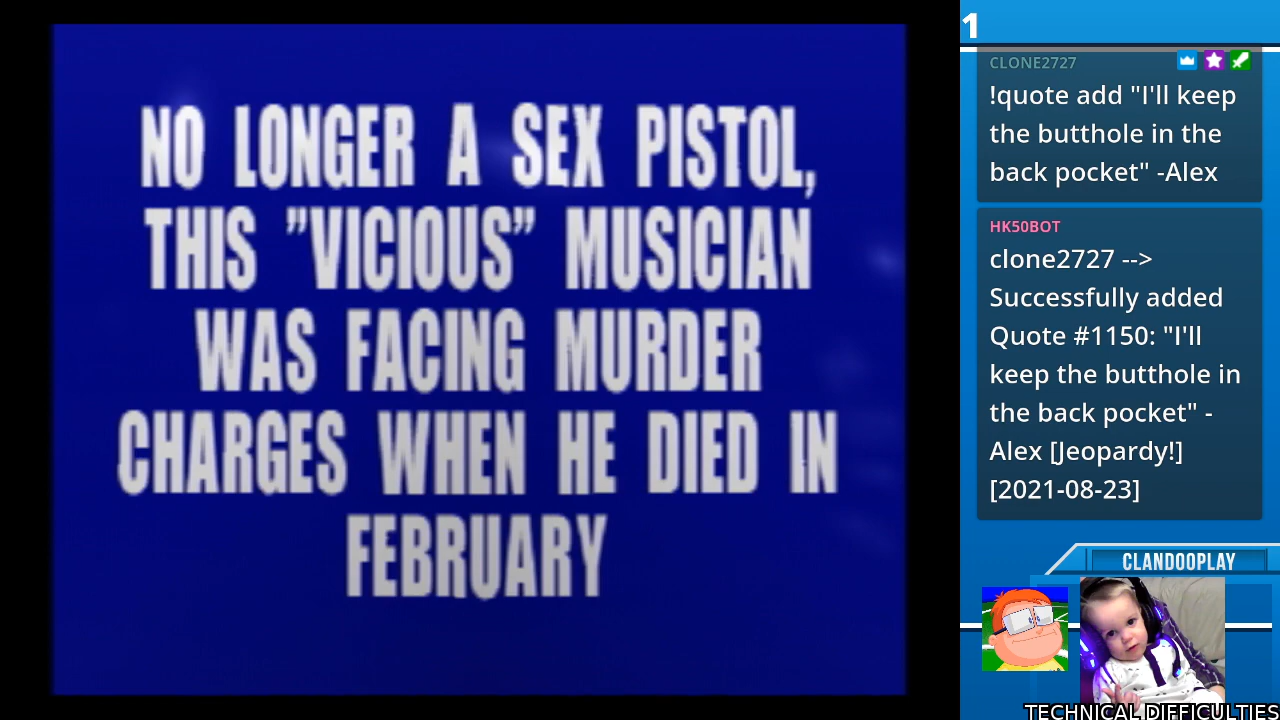 NO LONGER A SEX PISTOL,
THIS "VICIOUS" MUSICIAN
WAS FACING MURDER
CHARGES WHEN HE DIED IN
FEBRUARY
1
CLONE2727
!quote add "I'll keep
the butthole in the
back pocket" -Alex
HK50BOT
clone2727 -->
Successfully added
Quote #1150: "I'll
keep the butthole in
the back pocket" -
Alex [Jeopardy!]
[2021-08-23]
CLANDOOPLAY
TECHNICAL DIFFICULTIES